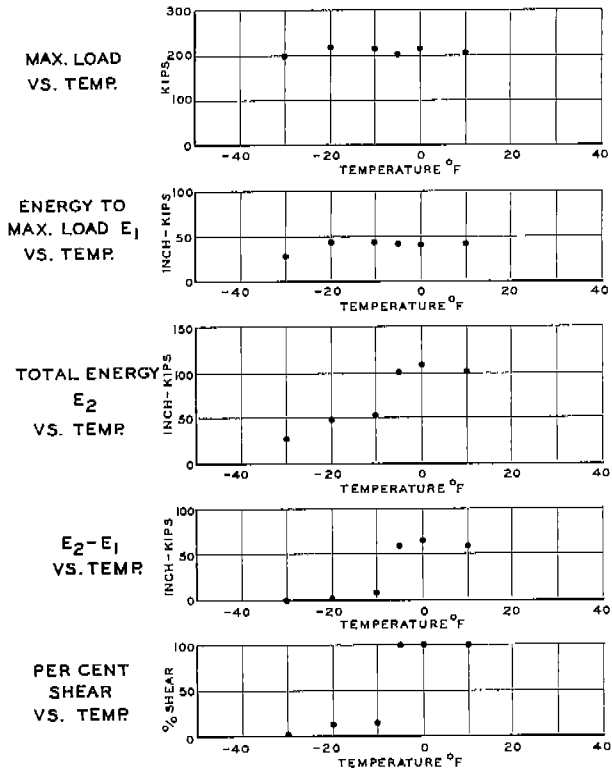 MAX. LOAD
VS. TEMP.
KIPS
300
200
100
0
-40 -20 0 20 40
TEMPERATURE °F
ENERGY TO
MAX. LOAD E1
VS. TEMP.
INCH-KIPS
100
50
0
-40 -20 0 20 40
TEMPERATURE °F
TOTAL ENERGY
E2
VS. TEMP.
INCH-KIPS
150
100
50
0
-40 -20 0 20 40
TEMPERATURE °F
E2-E1
VS. TEMP.
INCH-KIPS
100
50
0
-40 -20 0 20 40
TEMPERATURE °F
PER CENT
SHEAR
VS. TEMP.
% SHEAR
100
50
0
-40 -20 0 20 40
TEMPERATURE °F